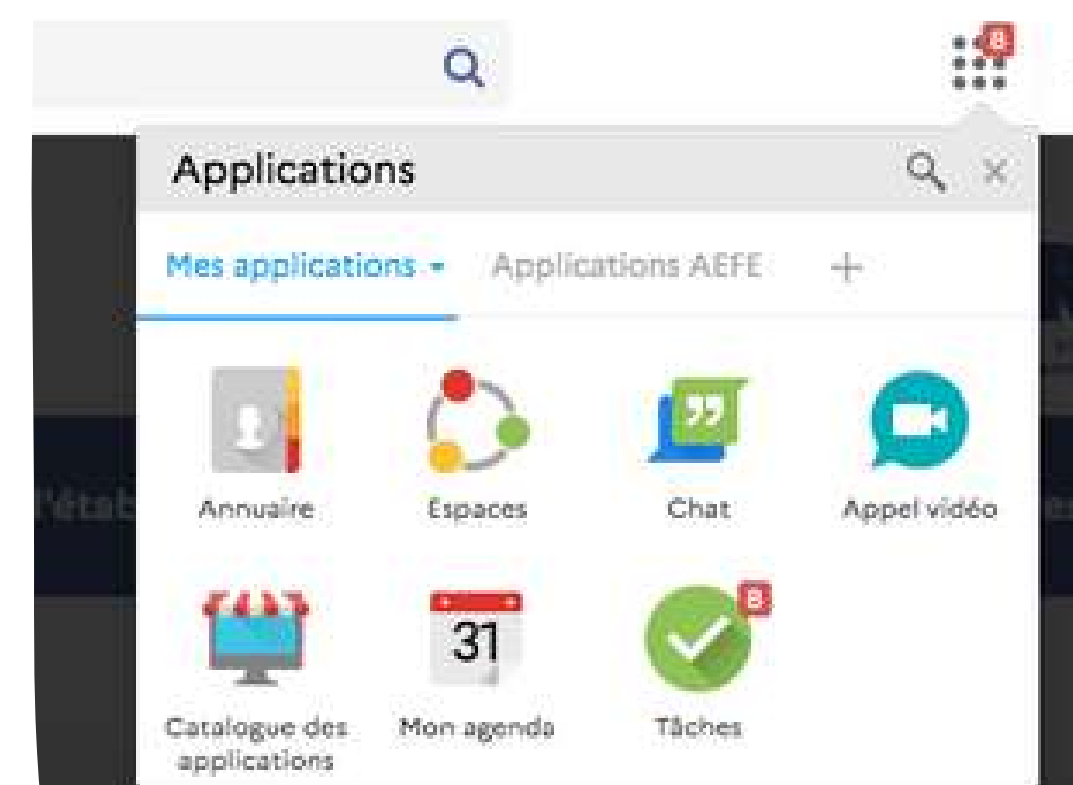 8
Applications
Mes applications
Applications AEFE
+
Annuaire
Espaces
Chat
Appel vidéo
8
31
Catalogue des
applications
Mon agenda
Tâches
l'étab